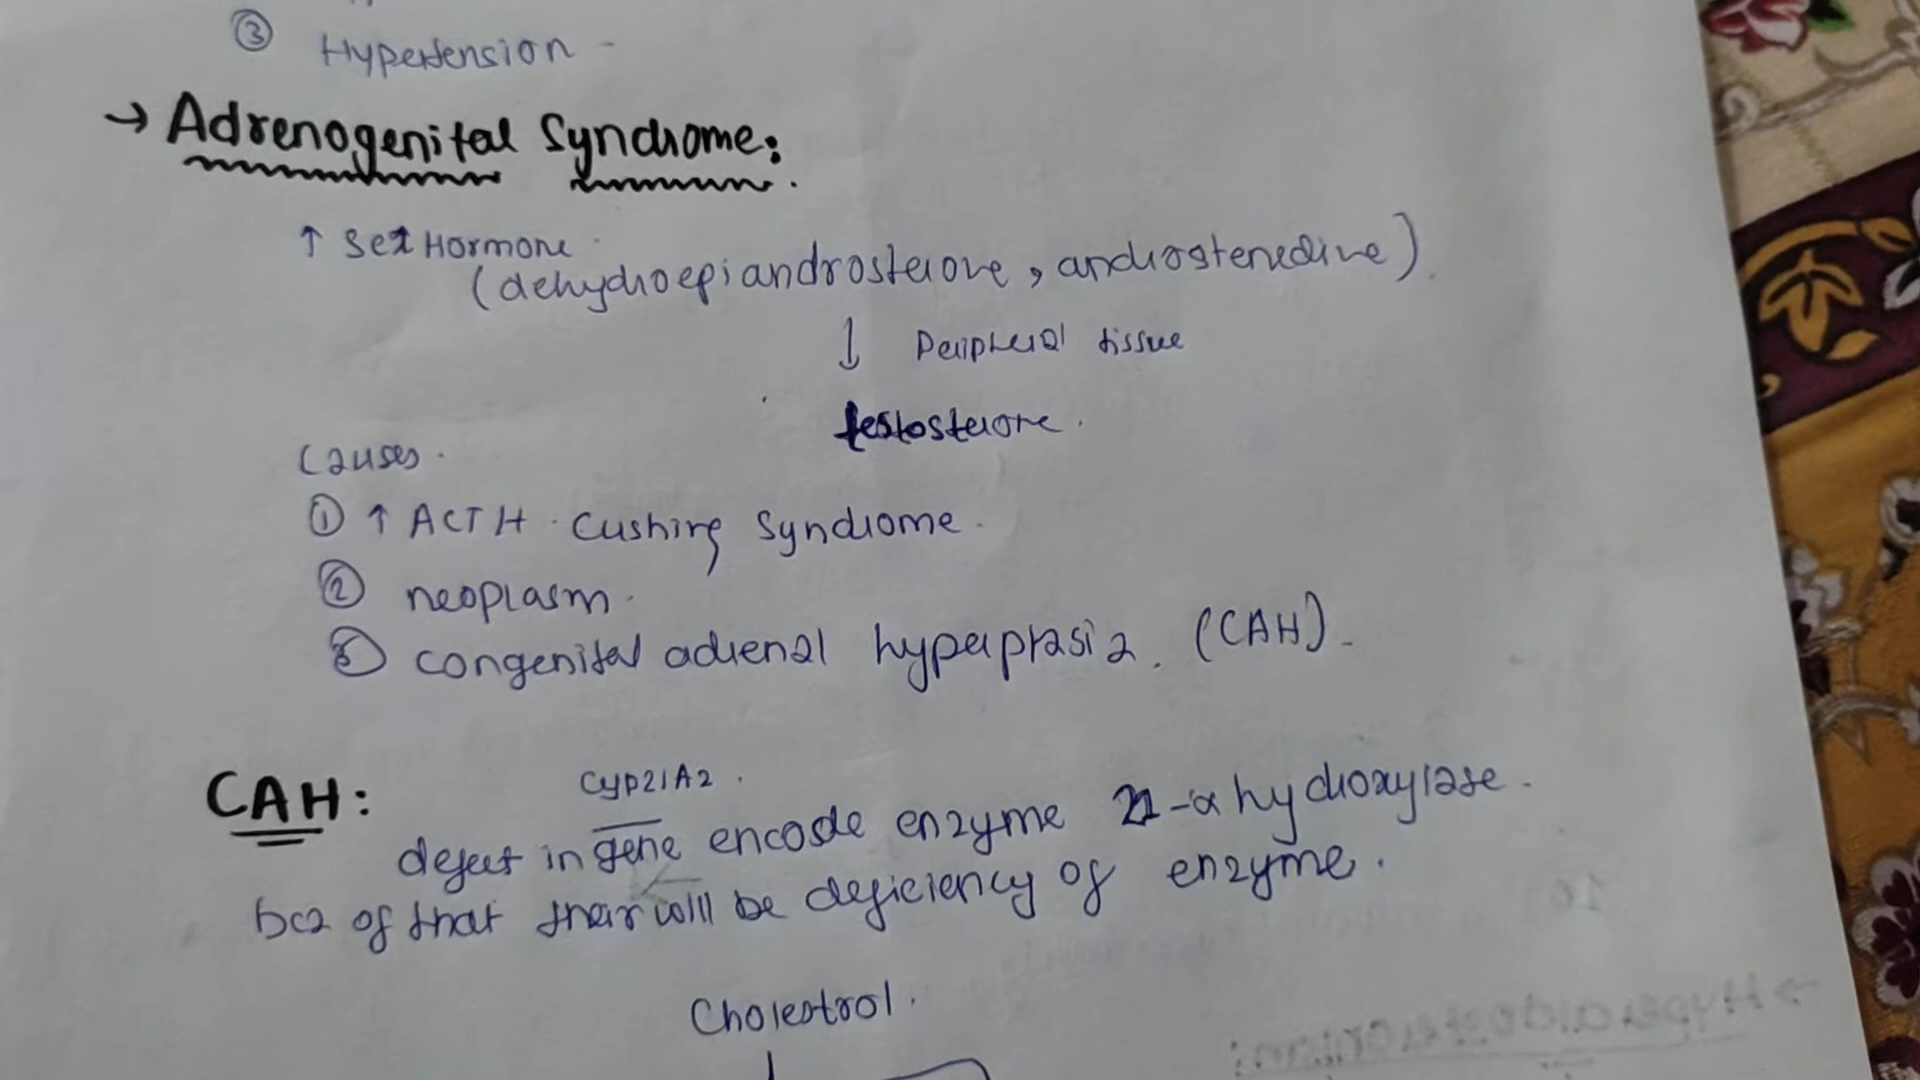 ③ Hypertension -
→ Adrenogenital Syndrome:
↑ Sex Hormone
(dehydroepiandrosterone, androstenedine)
↓ Peripheral tissue
testosterone.
Causes.
① ↑ ACTH. Cushing Syndrome.
② neoplasm.
③ congenital adrenal hyperplasia. (CAH).
CAH:
CYP21A2.
defect in gene encode enzyme 21-α hydroxylase.
bcz of that their will be deficiency of enzyme.
Cholestrol.